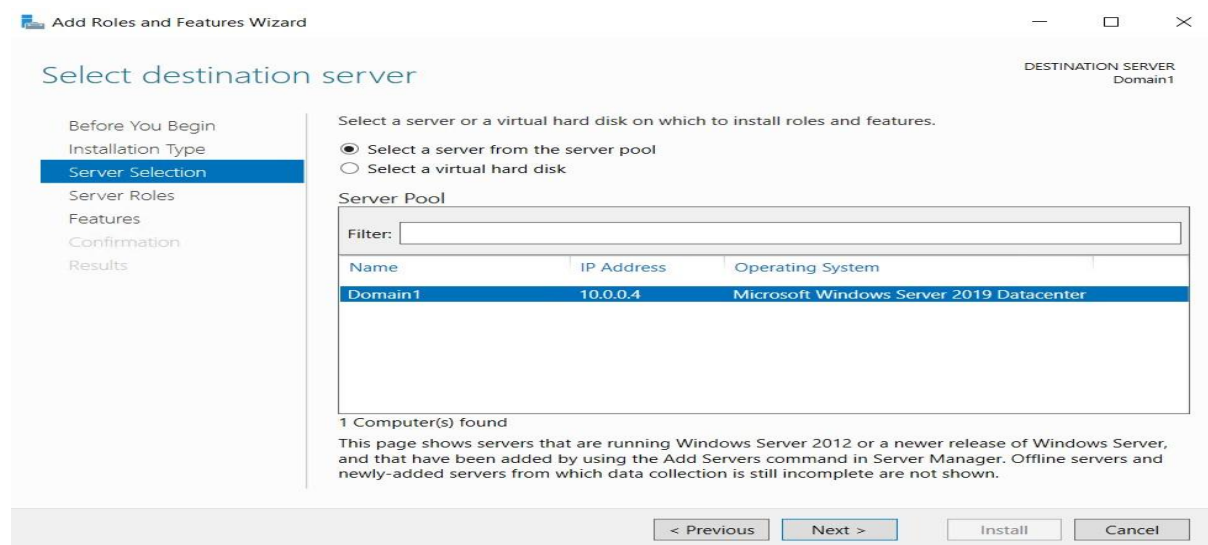 Add Roles and Features Wizard
Select destination server
DESTINATION SERVER
Domain1
Before You Begin
Installation Type
Server Selection
Server Roles
Features
Confirmation
Results
Select a server or a virtual hard disk on which to install roles and features.
Select a server from the server pool
Select a virtual hard disk
Server Pool
Filter:
Name IP Address Operating System
Domain1 10.0.0.4 Microsoft Windows Server 2019 Datacenter
1 Computer(s) found
This page shows servers that are running Windows Server 2012 or a newer release of Windows Server,
and that have been added by using the Add Servers command in Server Manager. Offline servers and
newly-added servers from which data collection is still incomplete are not shown.
< Previous Next > Install Cancel